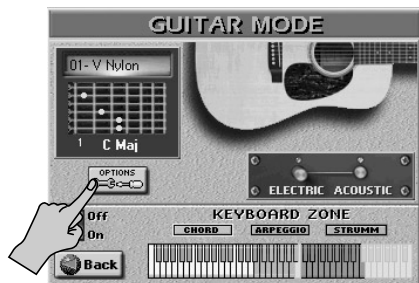 GUITAR MODE
01- V Nylon
1 C Maj
OPTIONS
ELECTRIC ACOUSTIC
Off
On
KEYBOARD ZONE
CHORD ARPEGGIO STRUMM
Back